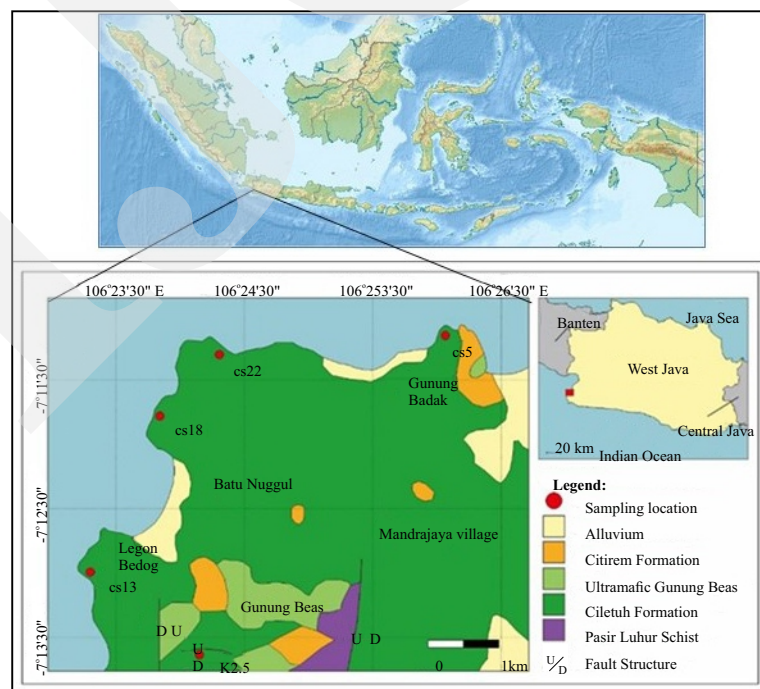 106°23'30" E
106°24'30"
106°253'30"
106°26'30" E
-7°11'30"
-7°12'30"
-7°13'30"
cs5
cs22
Gunung
Badak
cs18
Batu Nuggul
Mandrajaya village
Legon
Bedog
cs13
Gunung Beas
D U
U D
U
D
K2.5
0 1km
Banten
Java Sea
West Java
Central Java
20 km
Indian Ocean
Legend:
Sampling location
Alluvium
Citirem Formation
Ultramafic Gunung Beas
Ciletuh Formation
Pasir Luhur Schist
U/D Fault Structure